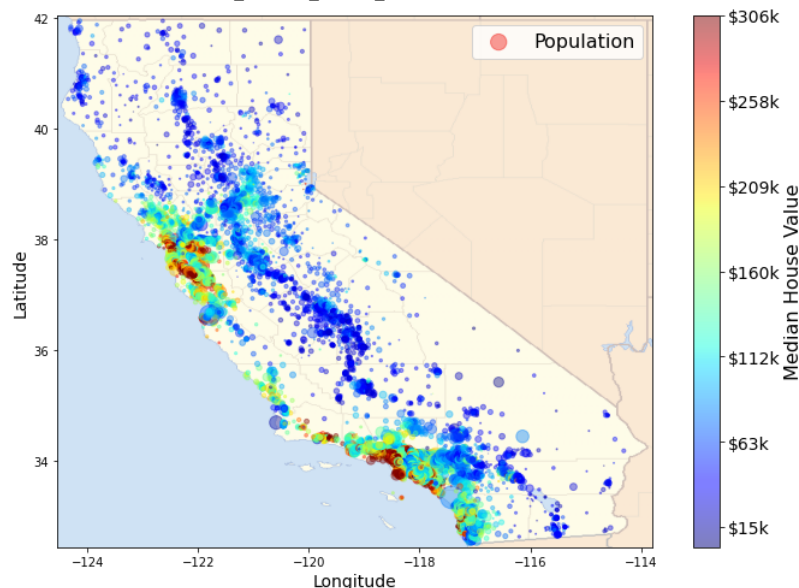 Population
42
40
38
36
34
Latitude
−124
−122
−120
−118
−116
−114
Longitude
$306k
$258k
$209k
$160k
$112k
$63k
$15k
Median House Value